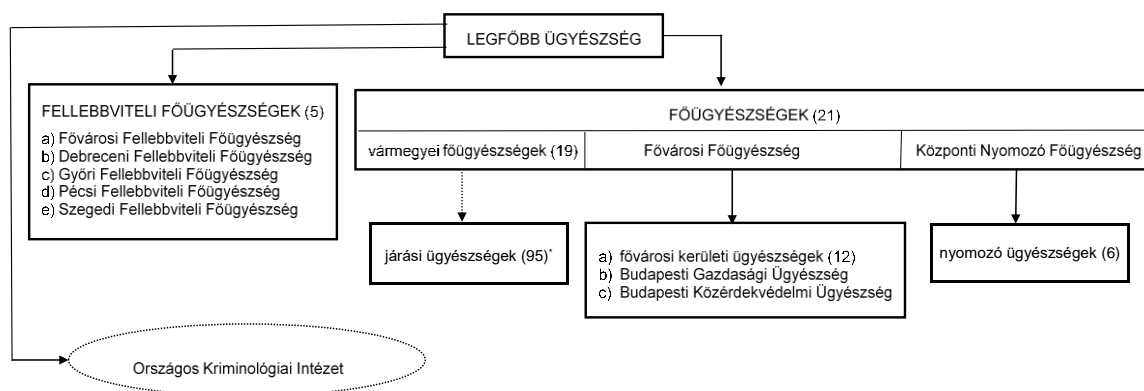 LEGFŐBB ÜGYÉSZSÉG
FELLEBBVITELI FŐÜGYÉSZSÉGEK (5)
a) Fővárosi Fellebbviteli Főügyészség
b) Debreceni Fellebbviteli Főügyészség
c) Győri Fellebbviteli Főügyészség
d) Pécsi Fellebbviteli Főügyészség
e) Szegedi Fellebbviteli Főügyészség
FŐÜGYÉSZSÉGEK (21)
vármegyei főügyészségek (19)
Fővárosi Főügyészség
Központi Nyomozó Főügyészség
járási ügyészségek (95)*
a) fővárosi kerületi ügyészségek (12)
b) Budapesti Gazdasági Ügyészség
c) Budapesti Közérdekvédelmi Ügyészség
nyomozó ügyészségek (6)
Országos Kriminológiai Intézet